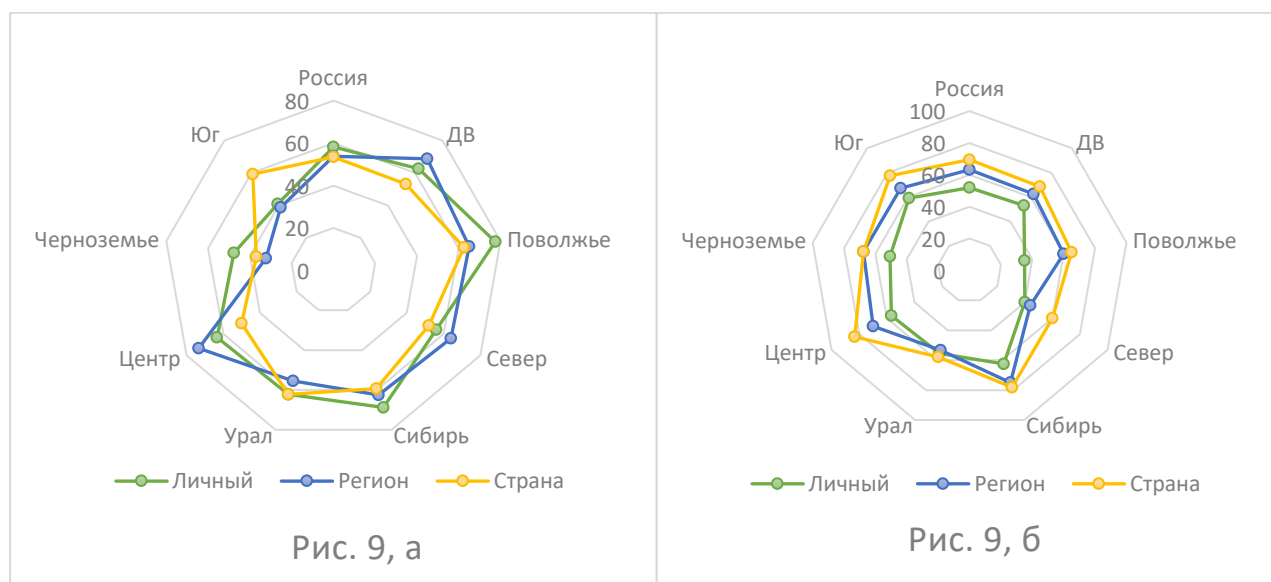 Россия
80
ДВ
Юг
60
40
20
Черноземье
0
Поволжье
Центр
Север
Урал
Сибирь
Личный Регион Страна
Рис. 9, а
Россия
100
ДВ
Юг
80
60
40
20
Черноземье
0
Поволжье
Центр
Север
Урал
Сибирь
Личный Регион Страна
Рис. 9, б